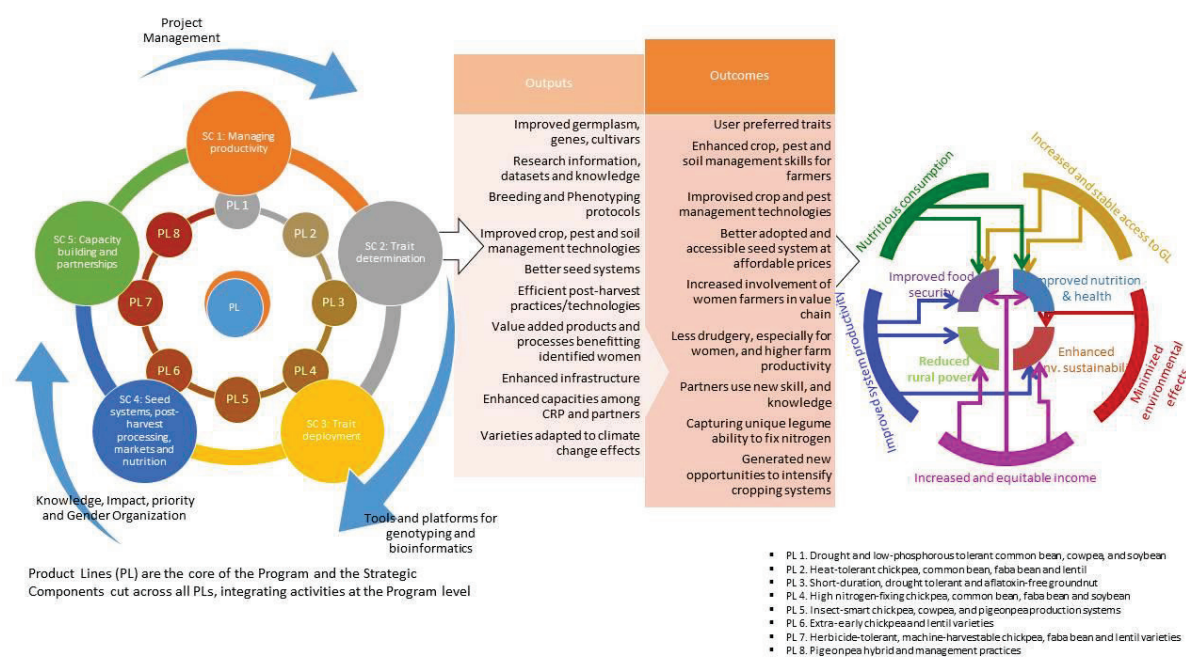 Project
Management
SC 1: Managing
productivity
PL 1
PL 2
PL 3
PL 4
PL 5
PL 6
PL 7
PL 8
PL
SC 2: Trait
determination
SC 3: Trait
deployment
SC 4: Seed
systems, post-
harvest
processing,
markets and
nutrition
SC 5: Capacity
building and
partnerships
Knowledge, Impact, priority
and Gender Organization
Tools and platforms for
genotyping and
bioinformatics
Product Lines (PL) are the core of the Program and the Strategic
Components cut across all PLs, integrating activities at the Program level
Outputs
Improved germplasm,
genes, cultivars
Research information,
datasets and knowledge
Breeding and Phenotyping
protocols
Improved crop, pest and soil
management technologies
Better seed systems
Efficient post-harvest
practices/technologies
Value added products and
processes benefitting
identified women
Enhanced infrastructure
Enhanced capacities among
CRP and partners
Varieties adapted to climate
change effects
Outcomes
User preferred traits
Enhanced crop, pest and
soil management skills for
farmers
Improvised crop and pest
management technologies
Better adopted and
accessible seed system at
affordable prices
Increased involvement of
women farmers in value
chain
Less drudgery, especially for
women, and higher farm
productivity
Partners use new skill, and
knowledge
Capturing unique legume
ability to fix nitrogen
Generated new
opportunities to intensify
cropping systems
Nutritious consumption
Increased and stable access to GL
Improved food
security
Improved nutrition
& health
Reduced
rural pover
Enhanced
nv. sustainabil
Improved system productivity
Minimized
environmental
effects
Increased and equitable income
▪ PL 1. Drought and low-phosphorous tolerant common bean, cowpea, and soybean
▪ PL 2. Heat-tolerant chickpea, common bean, faba bean and lentil
▪ PL 3. Short-duration, drought tolerant and aflatoxin-free groundnut
▪ PL 4. High nitrogen-fixing chickpea, common bean, faba bean and soybean
▪ PL 5. Insect-smart chickpea, cowpea, and pigeonpea production systems
▪ PL 6. Extra-early chickpea and lentil varieties
▪ PL 7. Herbicide-tolerant, machine-harvestable chickpea, faba bean and lentil varieties
▪ PL 8. Pigeonpea hybrid and management practices